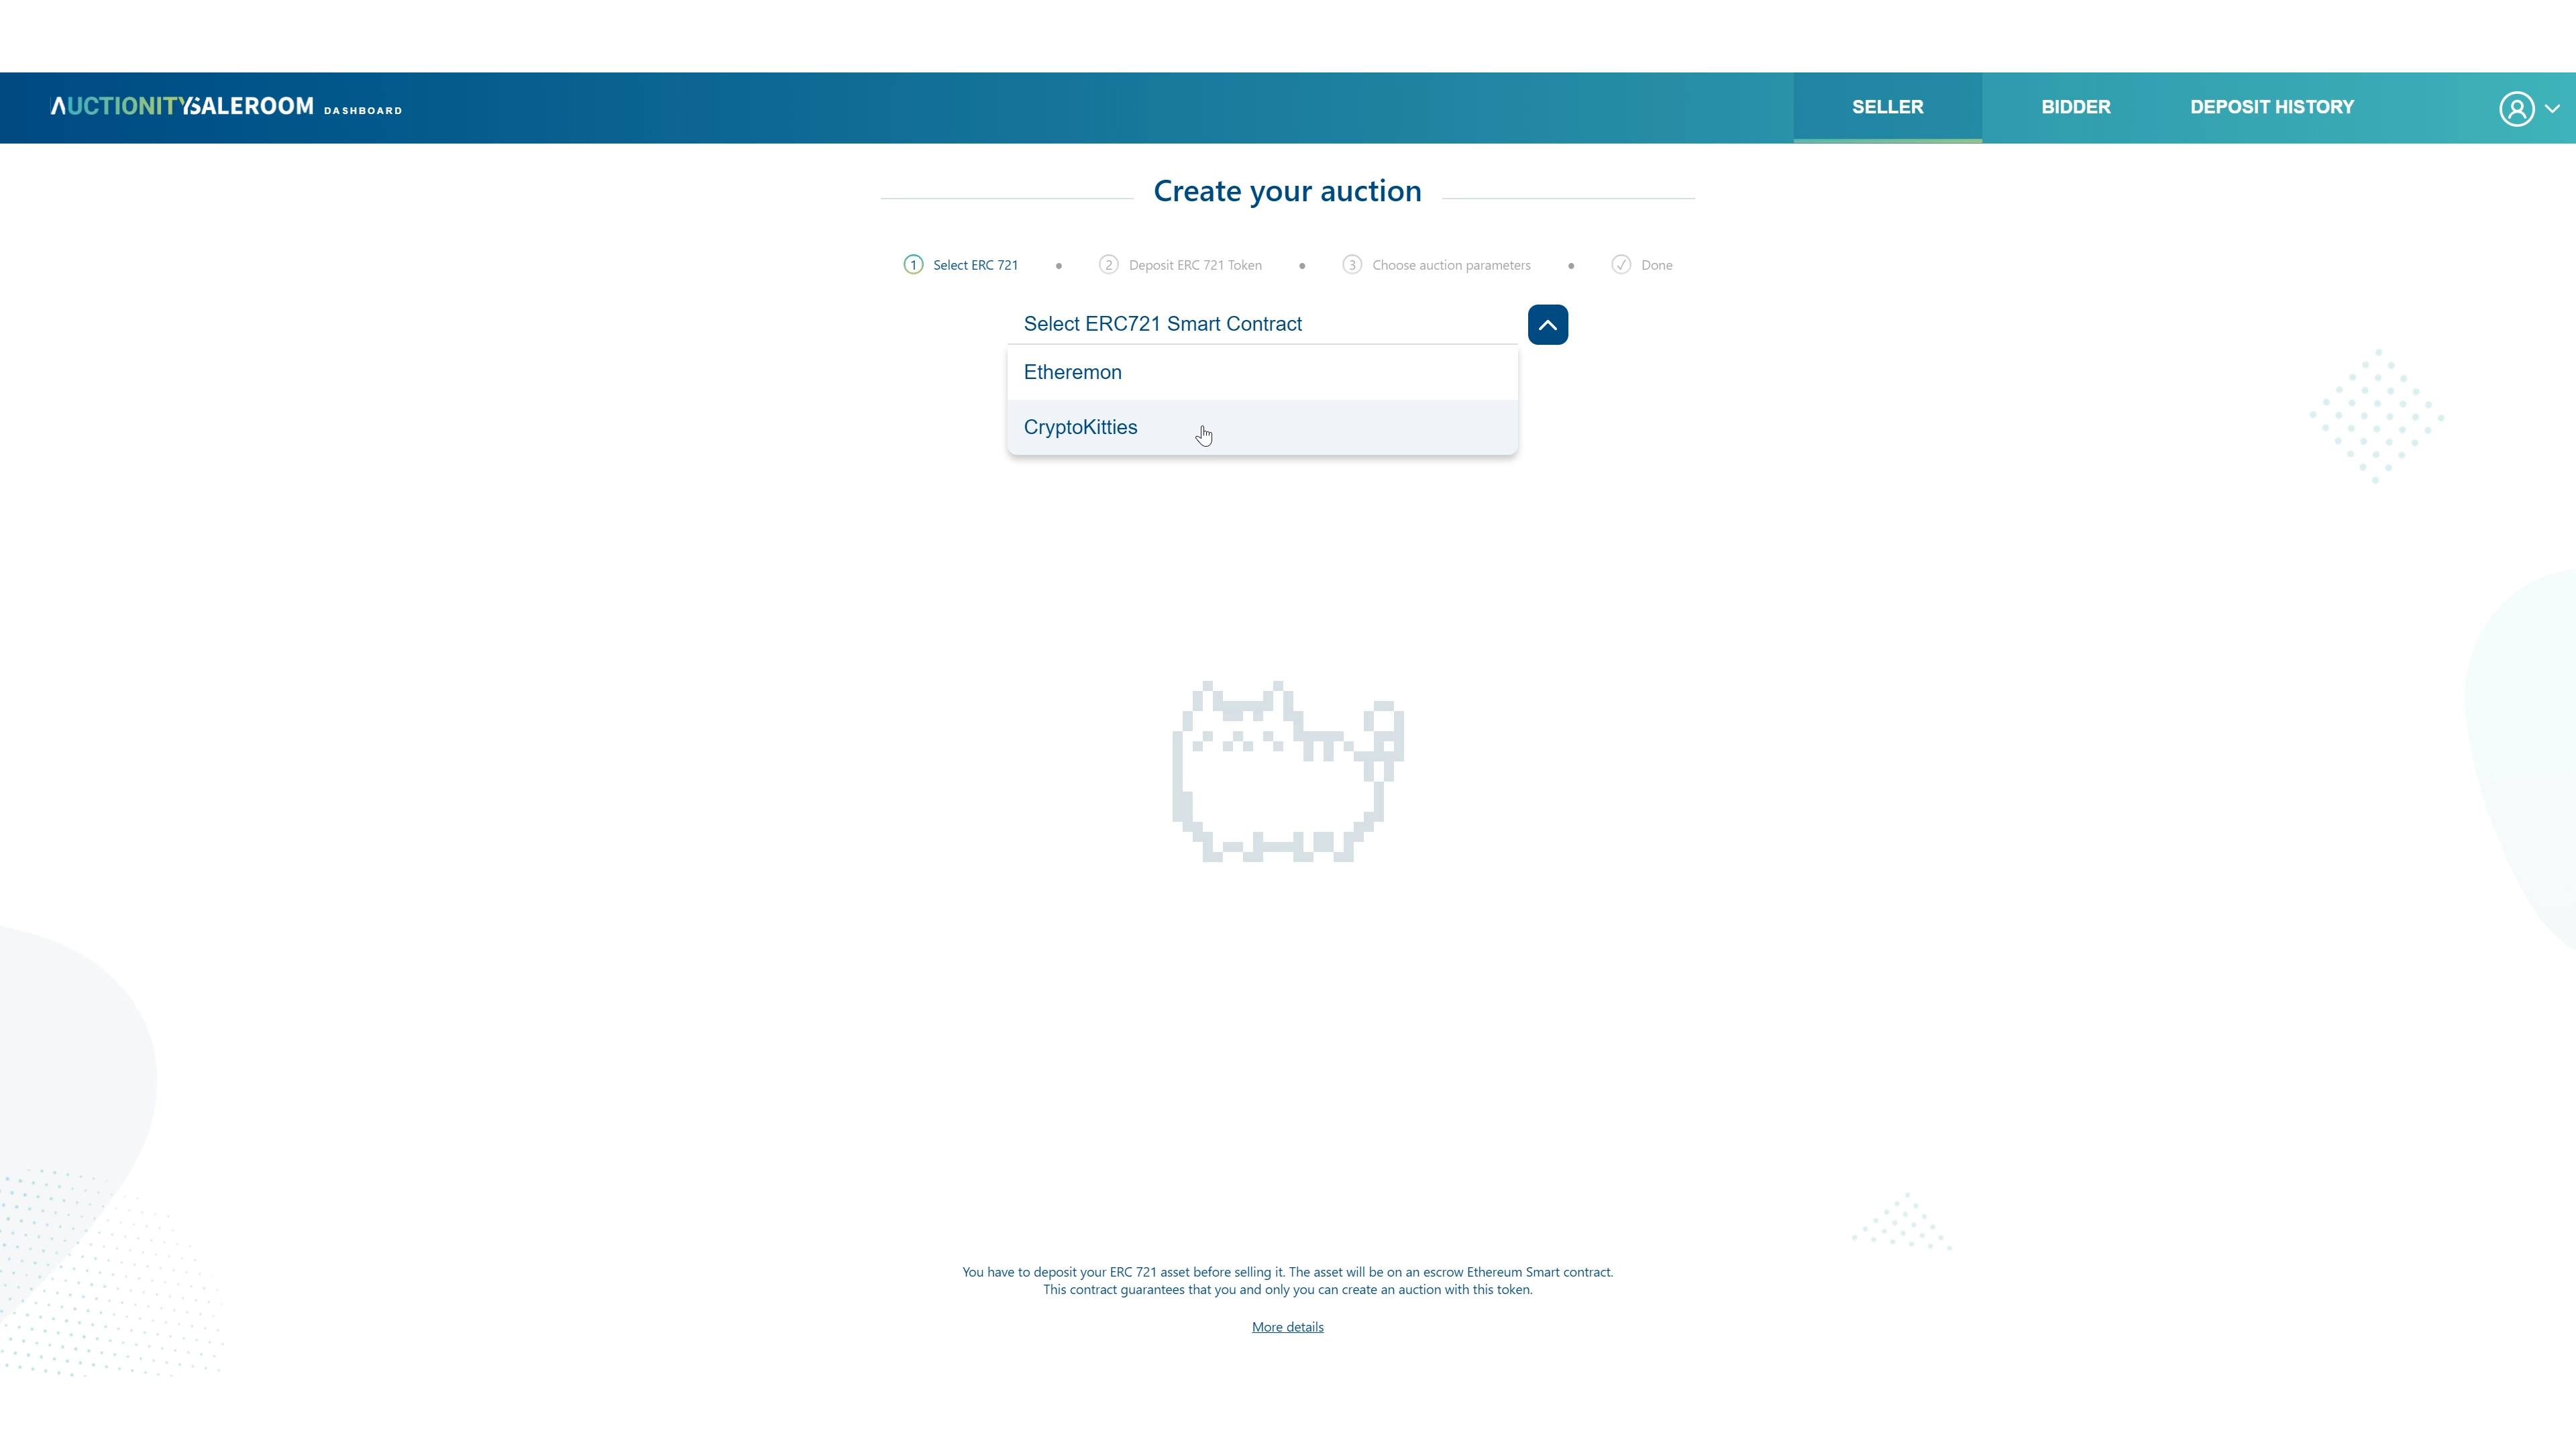 AUCTIONITY SALEROOM DASHBOARD
SELLER BIDDER DEPOSIT HISTORY
Create your auction
1 Select ERC 721 • 2 Deposit ERC 721 Token • 3 Choose auction parameters • ✓ Done
Select ERC721 Smart Contract
Etheremon
CryptoKitties
You have to deposit your ERC 721 asset before selling it. The asset will be on an escrow Ethereum Smart contract.
This contract guarantees that you and only you can create an auction with this token.
More details